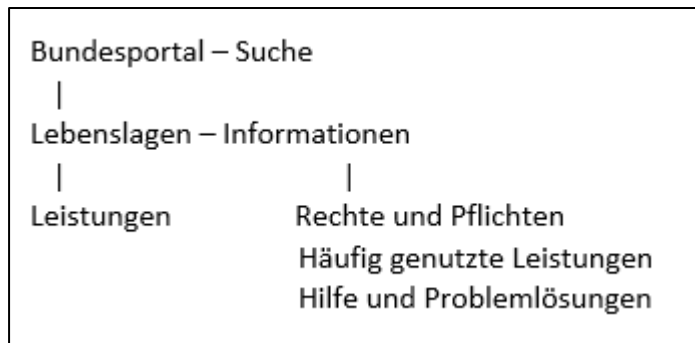 Bundesportal – Suche
|
Lebenslagen – Informationen
| |
Leistungen Rechte und Pflichten
Häufig genutzte Leistungen
Hilfe und Problemlösungen